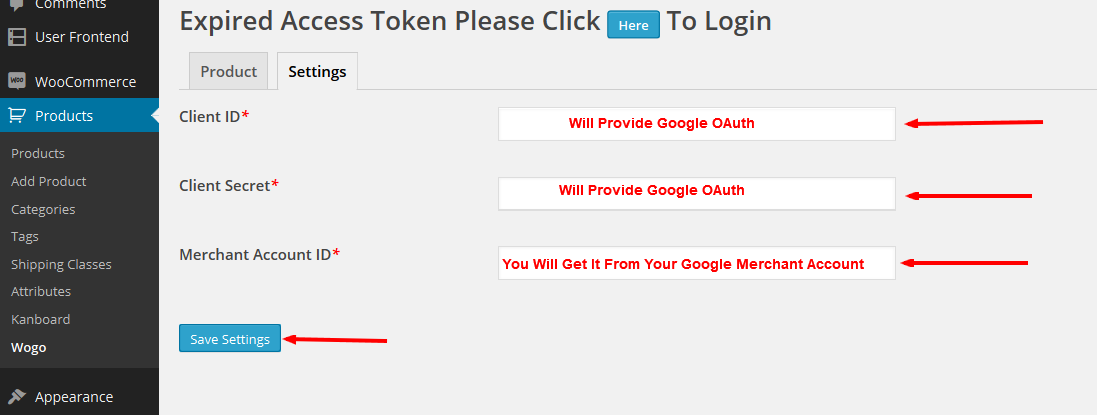 Comments
User Frontend
WOO
WooCommerce
Products
Products
Add Product
Categories
Tags
Shipping Classes
Attributes
Kanboard
Wogo
Appearance
Expired Access Token Please Click Here To Login
Product Settings
Client ID*
Will Provide Google OAuth
Client Secret*
Will Provide Google OAuth
Merchant Account ID*
You Will Get It From Your Google Merchant Account
Save Settings